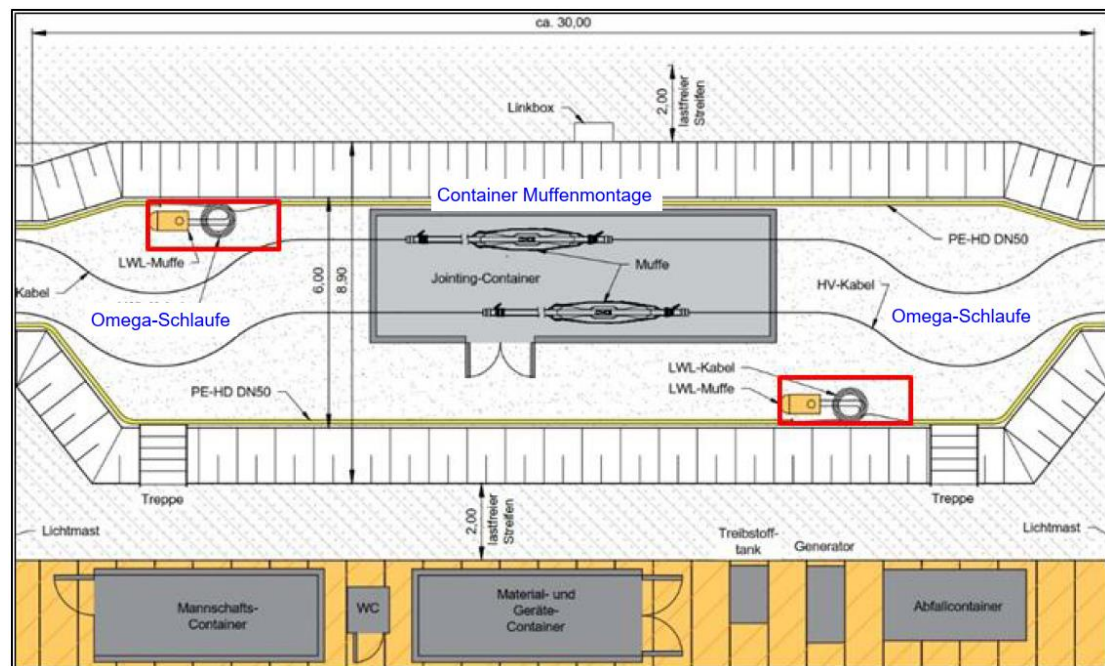 ca. 30,00
Linkbox
2,00
lastfreier
Streifen
Container Muffenmontage
PE-HD DN50
LWL-Muffe
Muffe
Kabel
Jointing-Container
6,00
8,90
HV-Kabel
Omega-Schlaufe
Omega-Schlaufe
LWL-Kabel
LWL-Muffe
PE-HD DN50
Treppe
Treppe
Lichtmast
2,00
lastfreier
Streifen
Lichtmast
Treibstoff-
tank
Generator
Mannschafts-
Container
WC
Material- und
Geräte-
Container
Abfallcontainer